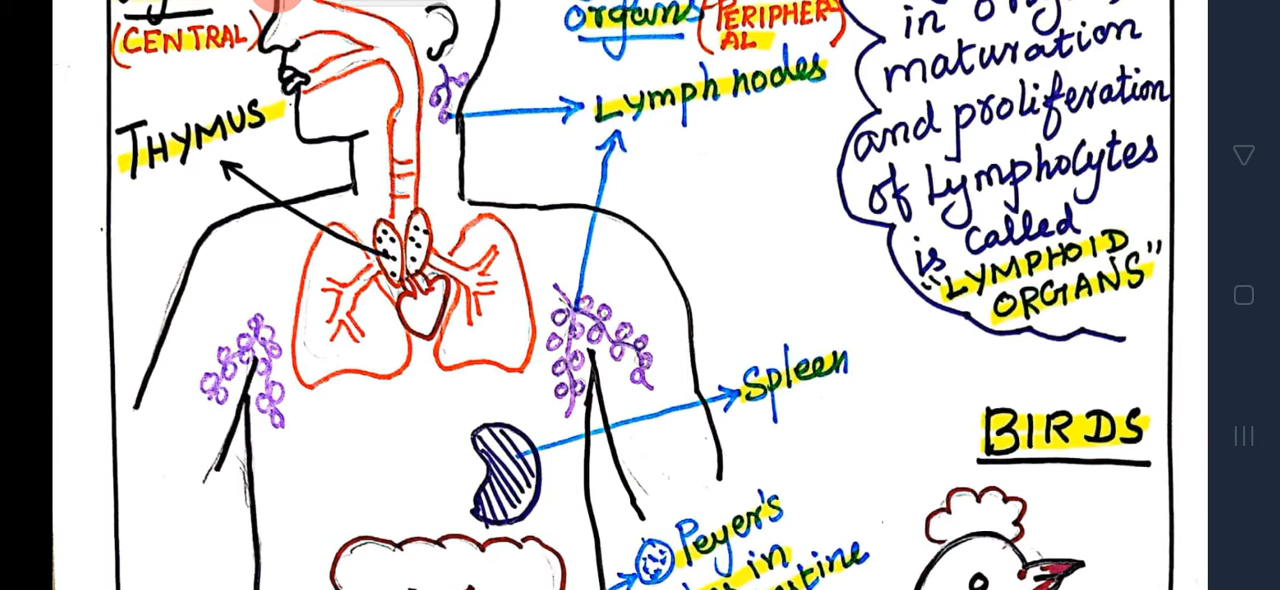 (CENTRAL)
organs
(PERIPHER-
AL)
in
maturation
and proliferation
of Lymphocytes
is called
"LYMPHOID
ORGANS"
Lymph nodes
THYMUS
Spleen
BIRDS
Peyer's
in